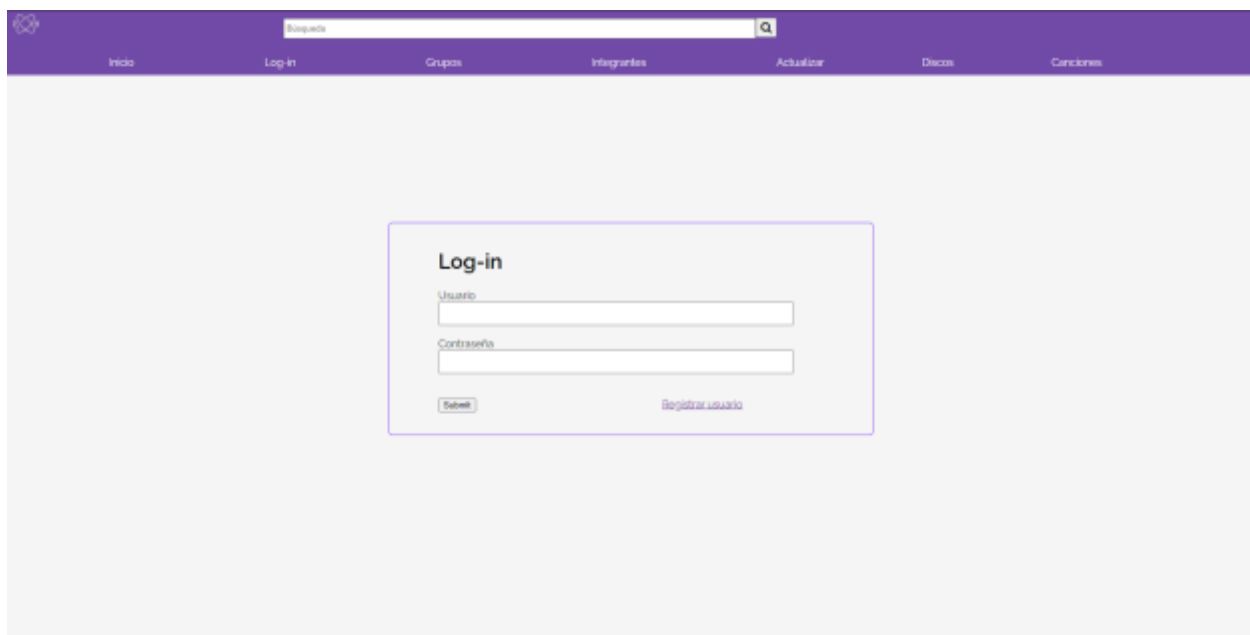 Búsqueda
Inicio Log-in Grupos Integrantes Actualizar Discos Canciones
Log-in
Usuario
Contraseña
Submit Registrar usuario